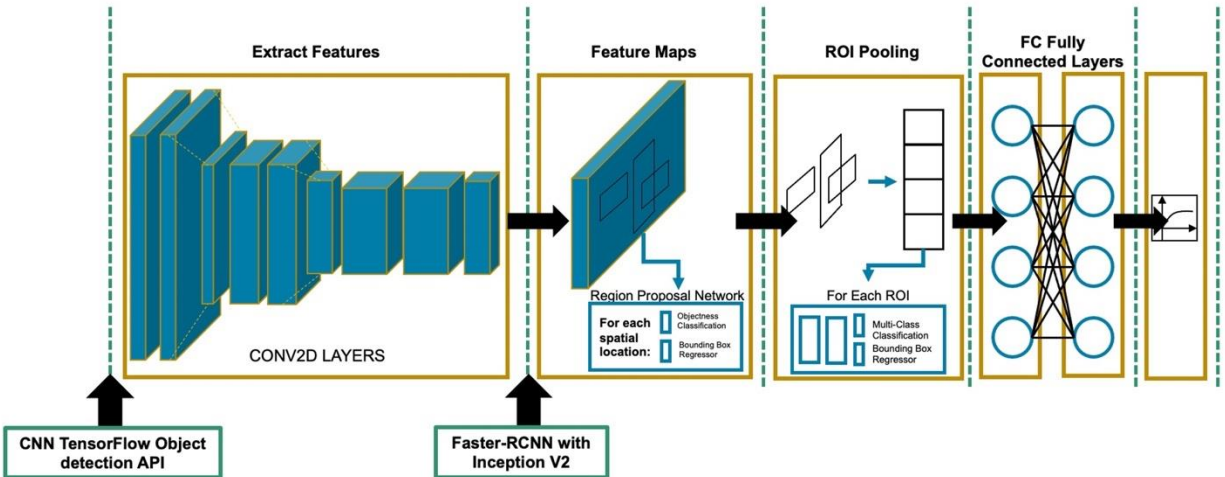 Extract Features
Feature Maps
ROI Pooling
FC Fully
Connected Layers
CONV2D LAYERS
Region Proposal Network
For each
spatial
location:
Objectness
Classification
Bounding Box
Regressor
For Each ROI
Multi-Class
Classification
Bounding Box
Regressor
CNN TensorFlow Object
detection API
Faster-RCNN with
Inception V2